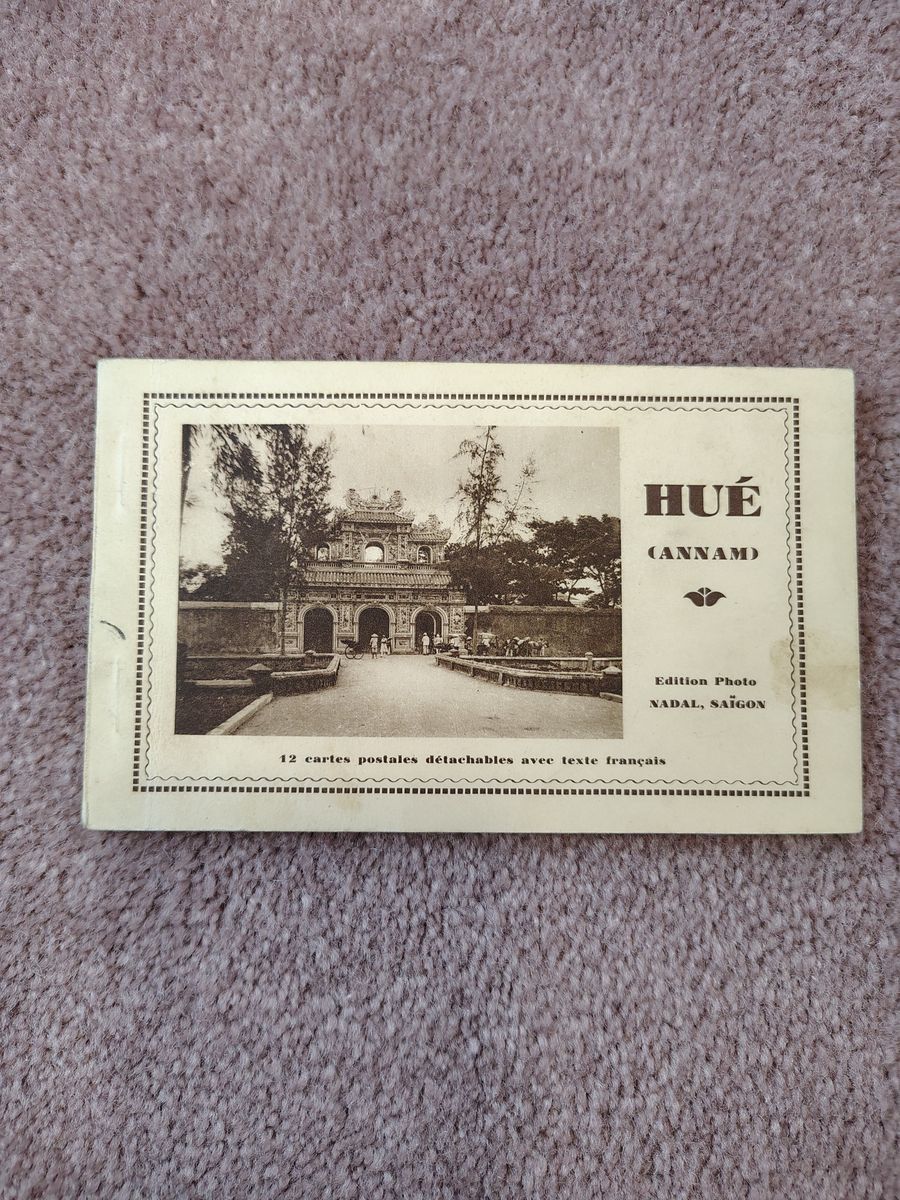 HUÉ
(ANNAM)
Edition Photo
NADAL, SAÏGON
12 cartes postales détachables avec texte français